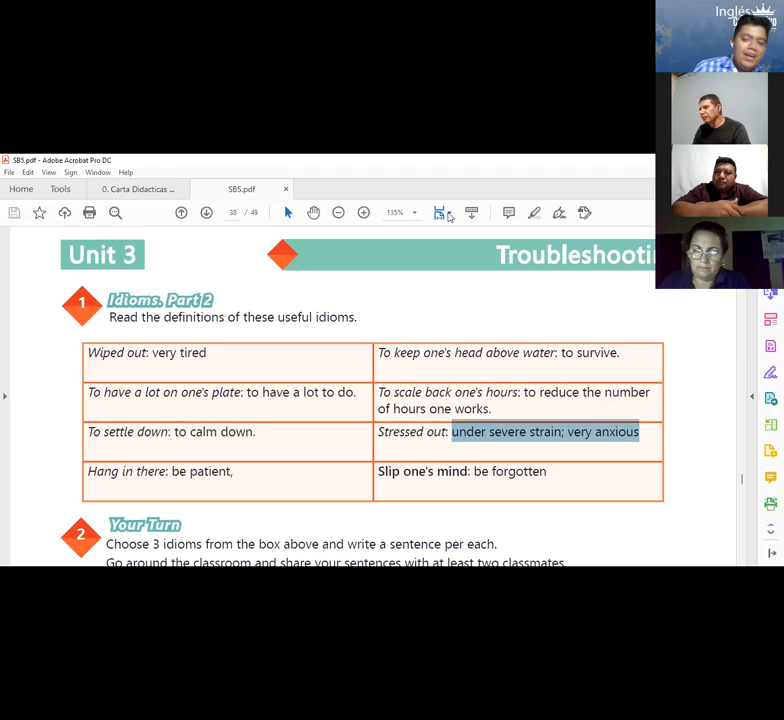 Inglés
SB5.pdf - Adobe Acrobat Pro DC
File Edit View Sign Window Help
Home Tools 0. Carta Didacticas ... SB5.pdf ×
38 / 49 135%
Unit 3
Idioms. Part 2
1
Read the definitions of these useful idioms.
Wiped out: very tired
To keep one's head above water: to survive.
To have a lot on one's plate: to have a lot to do.
To scale back one's hours: to reduce the number
of hours one works.
To settle down: to calm down.
Stressed out: under severe strain; very anxious
Hang in there: be patient,
Slip one's mind: be forgotten
2
Your Turn
Choose 3 idioms from the box above and write a sentence per each.
Go around the classroom and share your sentences with at least two classmates.